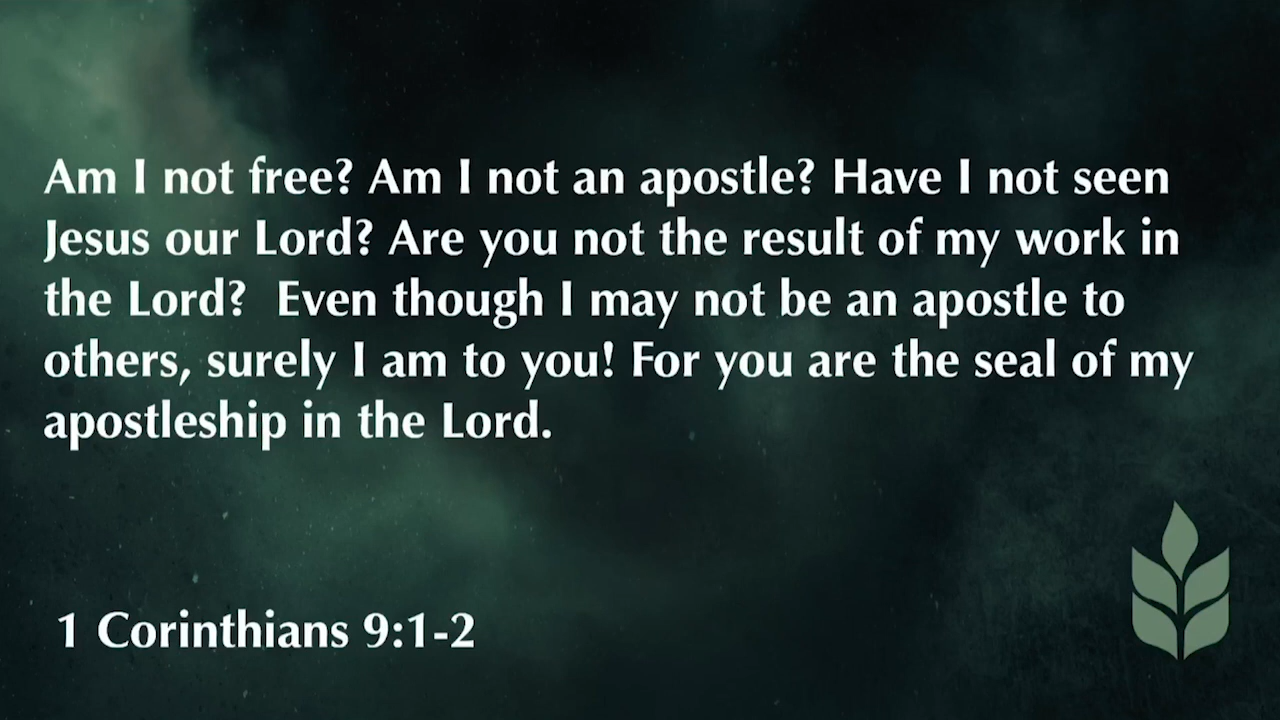 Am I not free? Am I not an apostle? Have I not seen
Jesus our Lord? Are you not the result of my work in
the Lord?  Even though I may not be an apostle to
others, surely I am to you! For you are the seal of my
apostleship in the Lord.
1 Corinthians 9:1-2